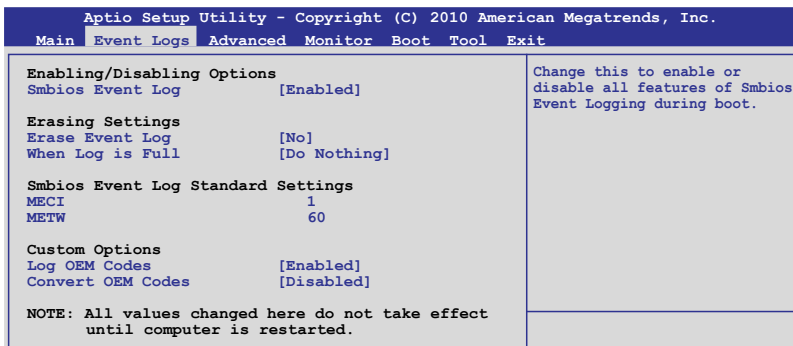 Aptio Setup Utility - Copyright (C) 2010 American Megatrends, Inc.
Main Event Logs Advanced Monitor Boot Tool Exit
Enabling/Disabling Options
Smbios Event Log [Enabled]
Erasing Settings
Erase Event Log [No]
When Log is Full [Do Nothing]
Smbios Event Log Standard Settings
MECI 1
METW 60
Custom Options
Log OEM Codes [Enabled]
Convert OEM Codes [Disabled]
NOTE: All values changed here do not take effect
until computer is restarted.
Change this to enable or
disable all features of Smbios
Event Logging during boot.